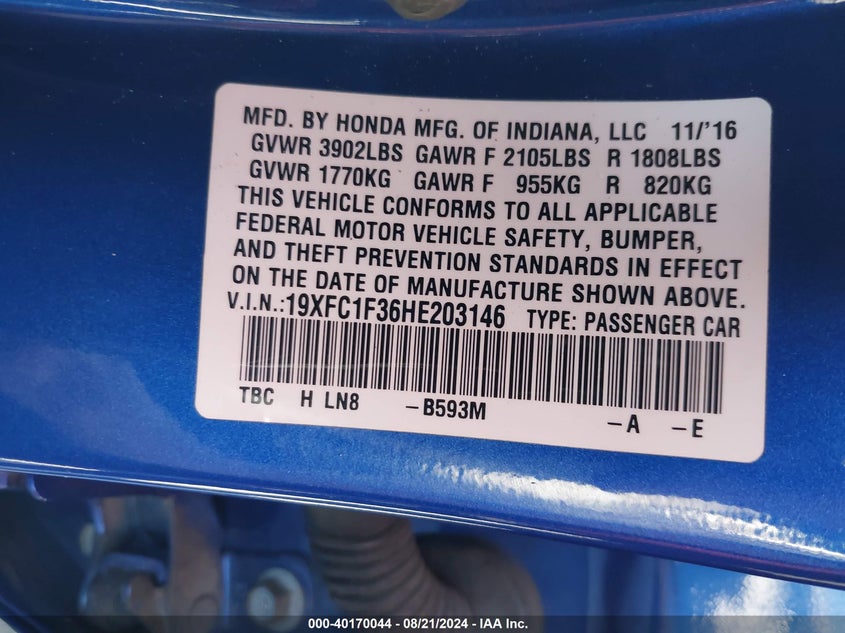 MFD. BY HONDA MFG. OF INDIANA, LLC 11/'16
GVWR 3902LBS GAWR F 2105LBS R 1808LBS
GVWR 1770KG GAWR F 955KG R 820KG
THIS VEHICLE CONFORMS TO ALL APPLICABLE
FEDERAL MOTOR VEHICLE SAFETY, BUMPER,
AND THEFT PREVENTION STANDARDS IN EFFECT
ON THE DATE OF MANUFACTURE SHOWN ABOVE.
V.I.N.:19XFC1F36HE203146 TYPE: PASSENGER CAR
TBC H LN8 -B593M -A -E
000-40170044 - 08/21/2024 - IAA Inc.